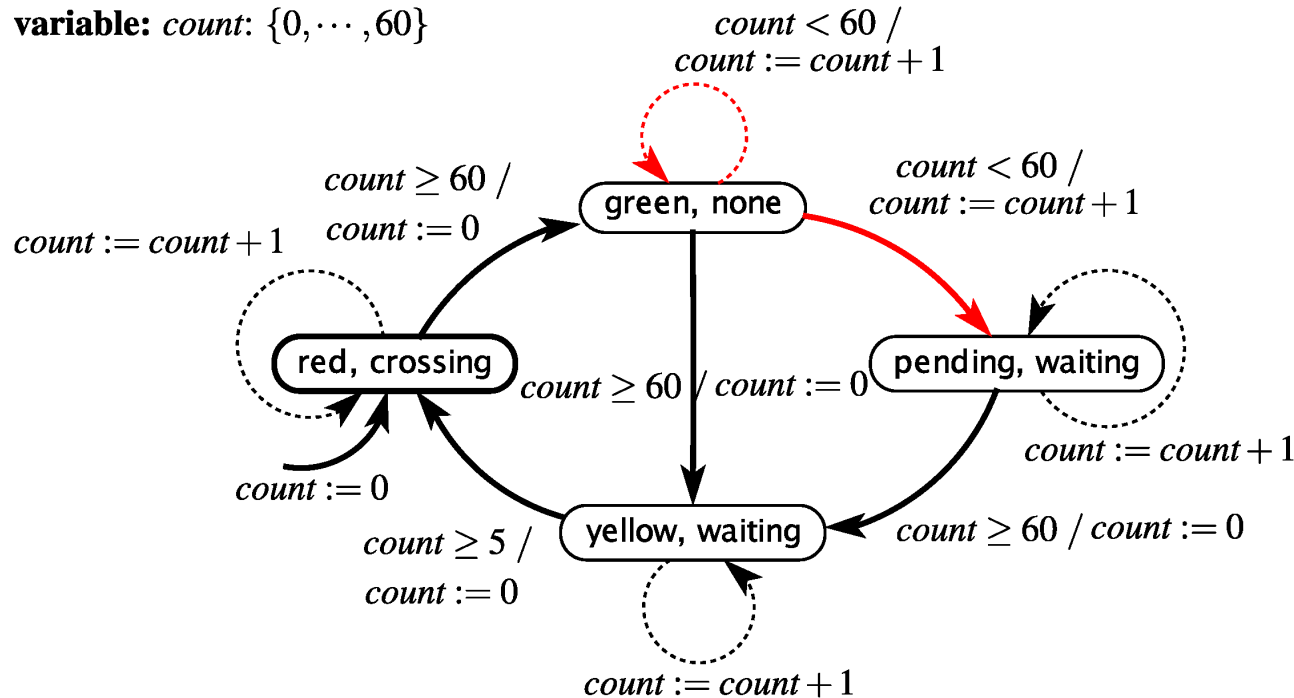 variable: count: {0, ⋯ , 60}
count < 60 /
count := count + 1
count ≥ 60 /
count := 0
count < 60 /
count := count + 1
green, none
count := count + 1
red, crossing
pending, waiting
count ≥ 60 / count := 0
count := count + 1
count := 0
yellow, waiting
count ≥ 60 / count := 0
count ≥ 5 /
count := 0
count := count + 1